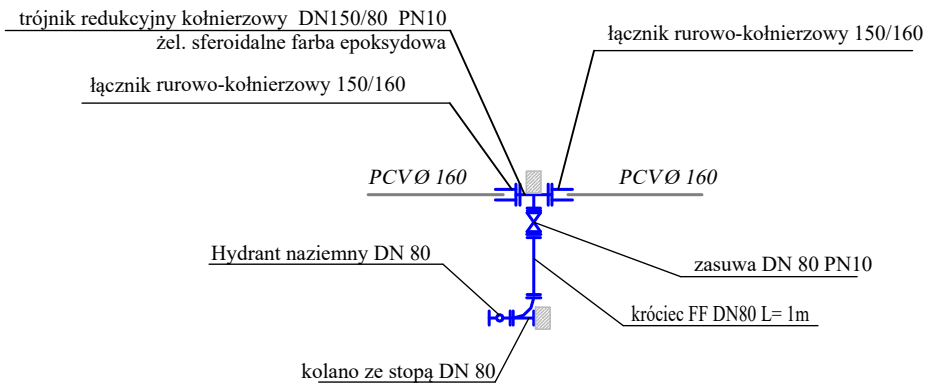 trójnik redukcyjny kołnierzowy DN150/80 PN10
żel. sferoidalne farba epoksydowa
łącznik rurowo-kołnierzowy 150/160
łącznik rurowo-kołnierzowy 150/160
PCVØ 160
PCVØ 160
Hydrant naziemny DN 80
zasuwa DN 80 PN10
króciec FF DN80 L= 1m
kolano ze stopą DN 80